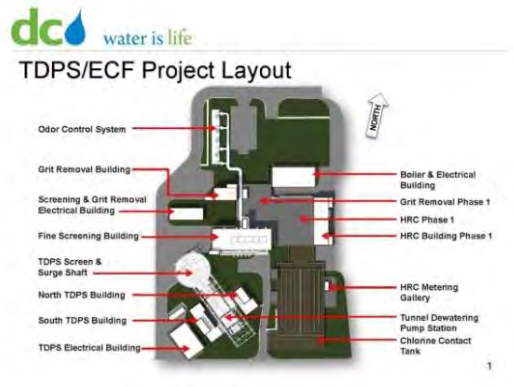 dc
water is life
TDPS/ECF Project Layout
NORTH
Odor Control System
Grit Removal Building
Screening & Grit Removal
Electrical Building
Fine Screening Building
TDPS Screen &
Surge Shaft
North TDPS Building
South TDPS Building
TDPS Electrical Building
Boiler & Electrical
Building
Grit Removal Phase 1
HRC Phase 1
HRC Building Phase 1
HRC Metering
Gallery
Tunnel Dewatering
Pump Station
Chlorine Contact
Tank
1